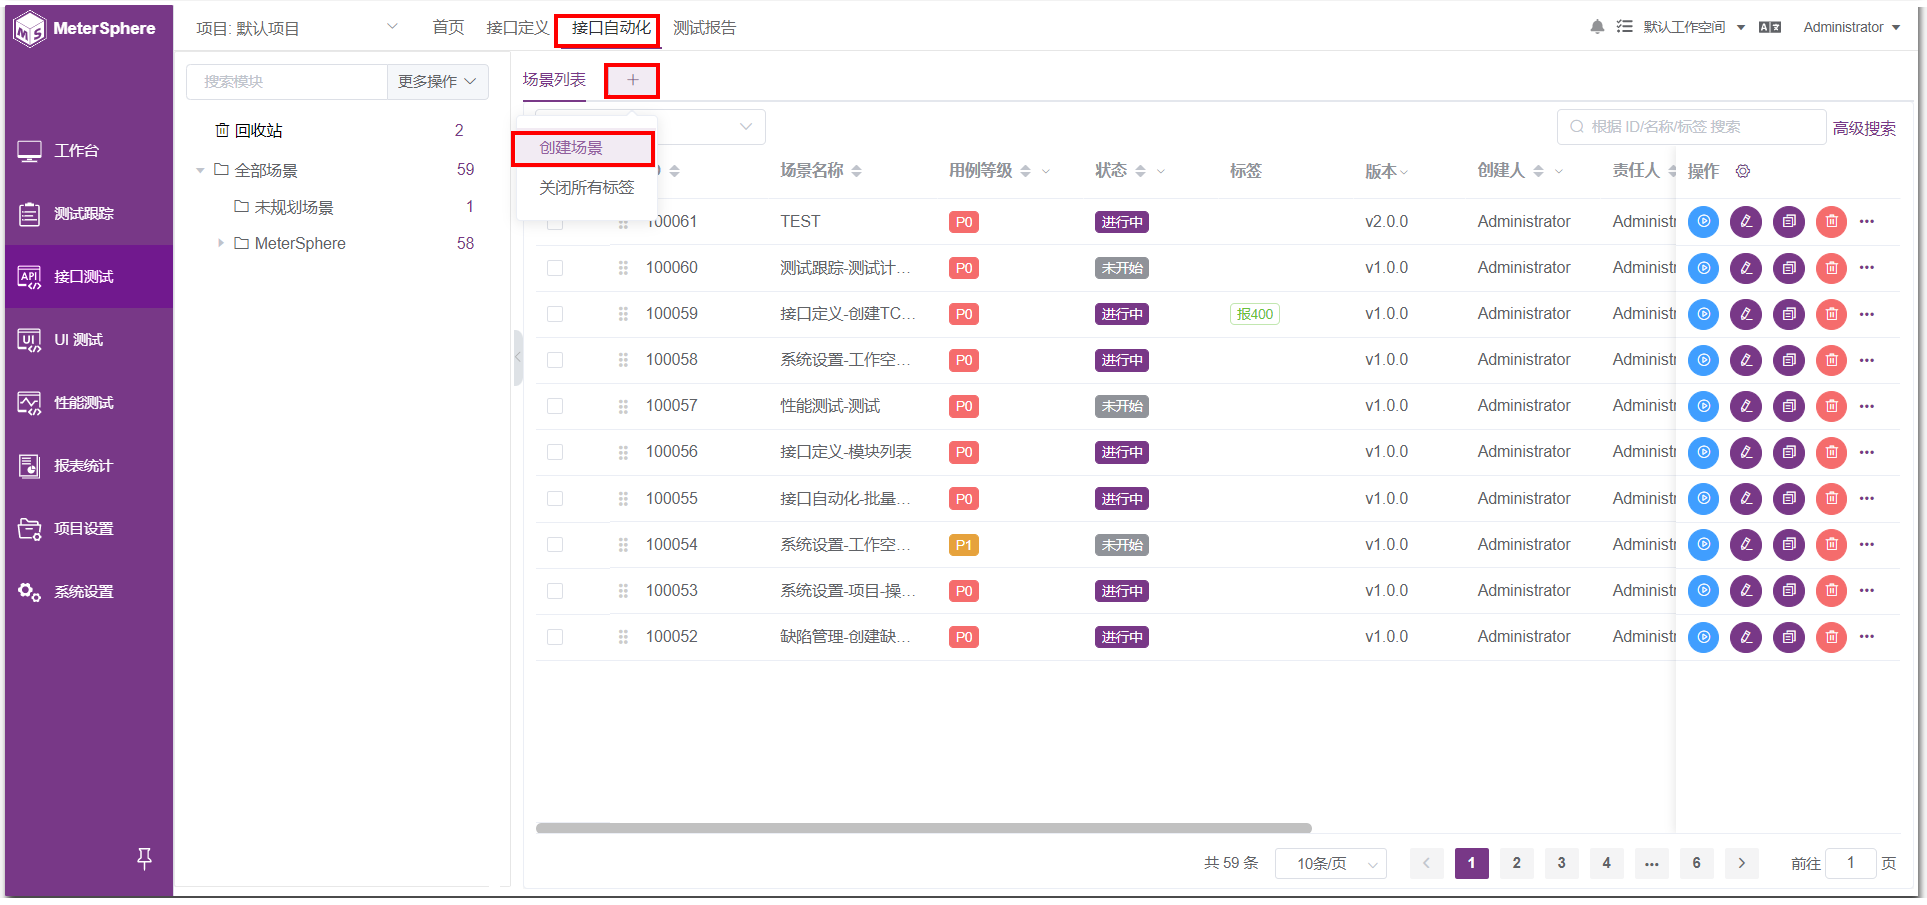 MeterSphere
项目: 默认项目
首页
接口定义
接口自动化
测试报告
默认工作空间
Administrator
工作台
测试跟踪
接口测试
UI 测试
性能测试
报表统计
项目设置
系统设置
搜索模块
更多操作
回收站 2
全部场景 59
未规划场景 1
MeterSphere 58
场景列表
+
创建场景
关闭所有标签
根据 ID/名称/标签 搜索
高级搜索
场景名称 用例等级 状态 标签 版本 创建人 责任人 操作
100061 TEST P0 进行中 v2.0.0 Administrator Administr
100060 测试跟踪-测试计... P0 未开始 v1.0.0 Administrator Administr
100059 接口定义-创建TC... P0 进行中 报400 v1.0.0 Administrator Administr
100058 系统设置-工作空... P0 进行中 v1.0.0 Administrator Administr
100057 性能测试-测试 P0 未开始 v1.0.0 Administrator Administr
100056 接口定义-模块列表 P0 进行中 v1.0.0 Administrator Administr
100055 接口自动化-批量... P0 进行中 v1.0.0 Administrator Administr
100054 系统设置-工作空... P1 未开始 v1.0.0 Administrator Administr
100053 系统设置-项目-操... P0 进行中 v1.0.0 Administrator Administr
100052 缺陷管理-创建缺... P0 进行中 v1.0.0 Administrator Administr
共 59 条 10条/页 < 1 2 3 4 ... 6 > 前往 1 页